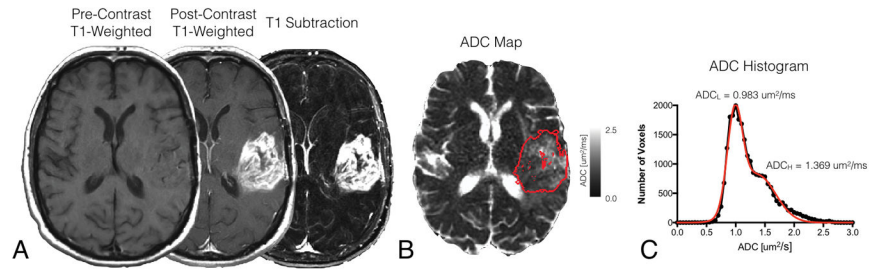 Pre-Contrast
T1-Weighted
Post-Contrast
T1-Weighted
T1 Subtraction
A
ADC Map
2.5
ADC [um²/ms]
0.0
B
ADC Histogram
ADCL = 0.983 um²/ms
ADCH = 1.369 um²/ms
Number of Voxels
2000
1500
1000
500
0
0.0 0.5 1.0 1.5 2.0 2.5 3.0
ADC [um²/s]
C